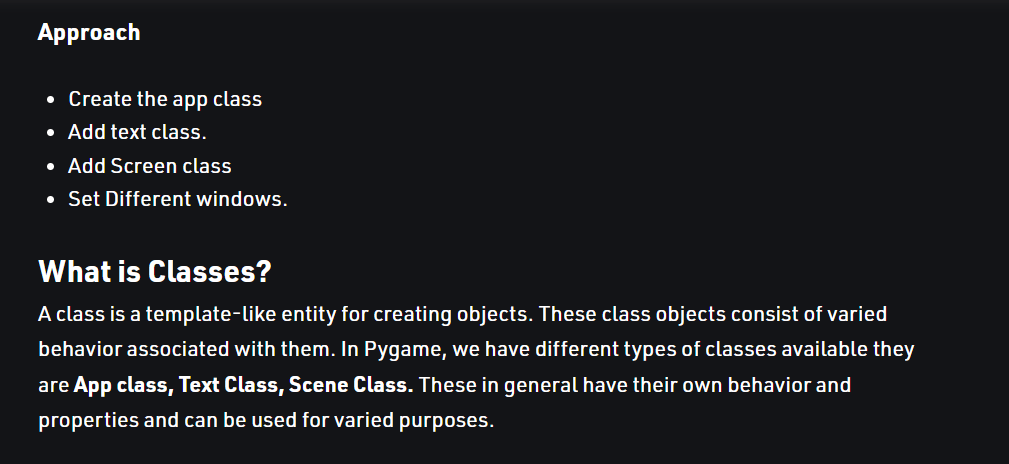 Approach
• Create the app class
• Add text class.
• Add Screen class
• Set Different windows.
What is Classes?
A class is a template-like entity for creating objects. These class objects consist of varied
behavior associated with them. In Pygame, we have different types of classes available they
are App class, Text Class, Scene Class. These in general have their own behavior and
properties and can be used for varied purposes.